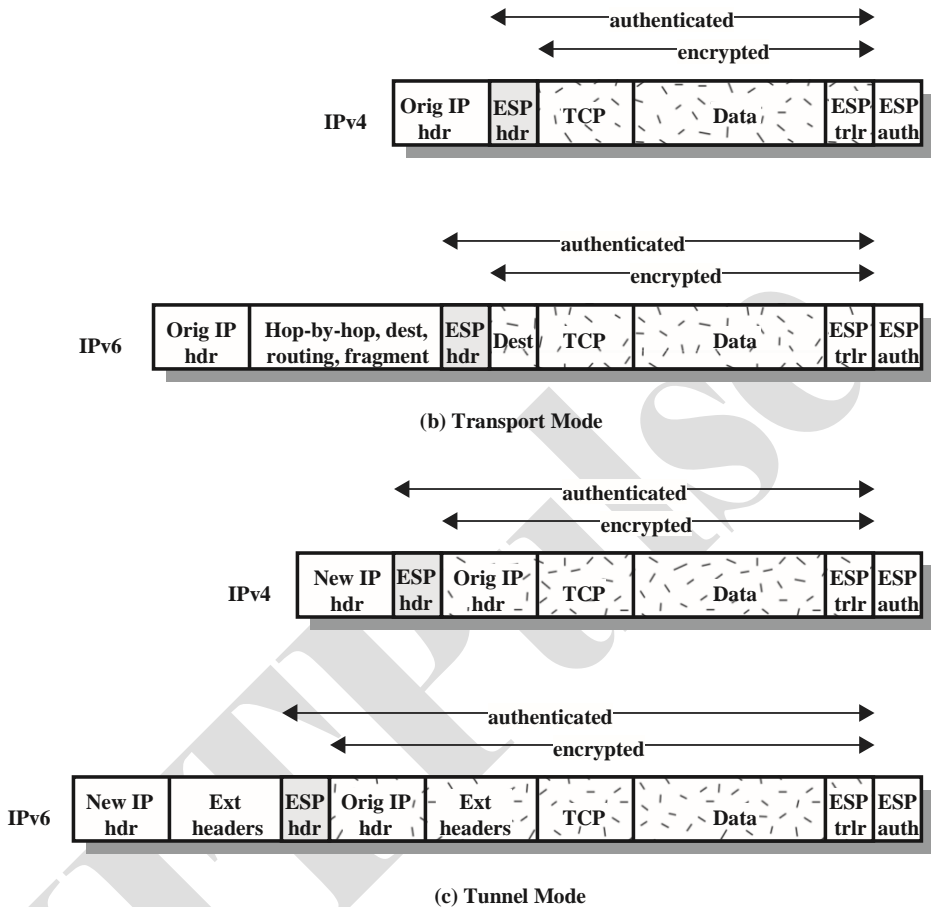 authenticated
encrypted
IPv4
Orig IP hdr
ESP hdr
TCP
Data
ESP trlr
ESP auth
authenticated
encrypted
IPv6
Orig IP hdr
Hop-by-hop, dest, routing, fragment
ESP hdr
Dest
TCP
Data
ESP trlr
ESP auth
(b) Transport Mode
authenticated
encrypted
IPv4
New IP hdr
ESP hdr
Orig IP hdr
TCP
Data
ESP trlr
ESP auth
authenticated
encrypted
IPv6
New IP hdr
Ext headers
ESP hdr
Orig IP hdr
Ext headers
TCP
Data
ESP trlr
ESP auth
(c) Tunnel Mode